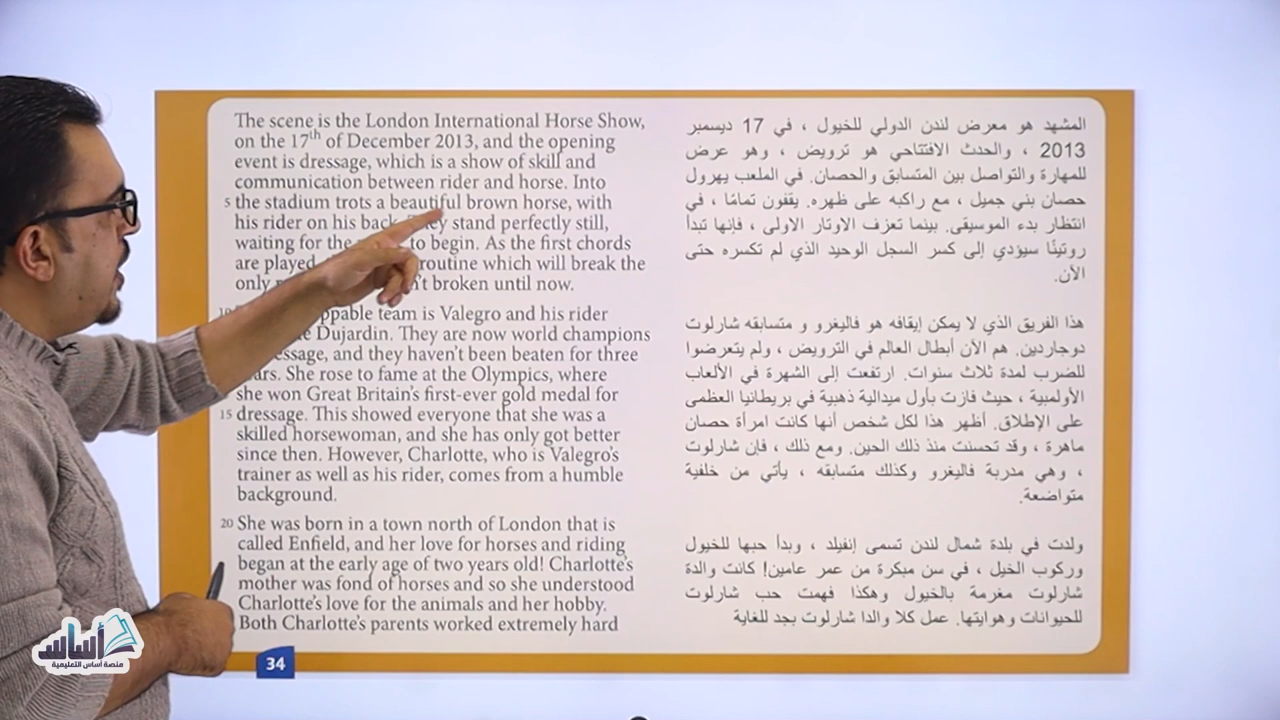 The scene is the London International Horse Show,
on the 17th of December 2013, and the opening
event is dressage, which is a show of skill and
communication between rider and horse. Into
5 the stadium trots a beautiful brown horse, with
his rider on his back. They stand perfectly still,
waiting for the to begin. As the first chords
are played routine which will break the
only n't broken until now.
team is Valegro and his rider
Dujardin. They are now world champions
and they haven't been beaten for three
She rose to fame at the Olympics, where
she won Great Britain's first-ever gold medal for
15 dressage. This showed everyone that she was a
skilled horsewoman, and she has only got better
since then. However, Charlotte, who is Valegro's
trainer as well as his rider, comes from a humble
background.
20 She was born in a town north of London that is
called Enfield, and her love for horses and riding
began at the early age of two years old! Charlotte's
mother was fond of horses and so she understood
Charlotte's love for the animals and her hobby.
Both Charlotte's parents worked extremely hard
34
المشهد هو معرض لندن الدولي للخيول ، في 17 ديسمبر
2013 ، والحدث الافتتاحي هو ترويض ، وهو عرض
للمهارة والتواصل بين المتسابق والحصان. في الملعب يهرول
حصان بني جميل ، مع راكبه على ظهره. يقفون تمامًا ، في
انتظار بدء الموسيقى. بينما تعزف الاوتار الاولى ، فإنها تبدأ
روتينًا سيؤدي إلى كسر السجل الوحيد الذي لم تكسره حتى
الآن.
هذا الفريق الذي لا يمكن إيقافه هو فاليغرو و متسابقه شارلوت
دوجاردين. هم الآن أبطال العالم في الترويض ، ولم يتعرضوا
للضرب لمدة ثلاث سنوات. ارتفعت إلى الشهرة في الألعاب
الأولمبية ، حيث فازت بأول ميدالية ذهبية في بريطانيا العظمى
على الإطلاق. أظهر هذا لكل شخص أنها كانت امرأة حصان
ماهرة ، وقد تحسنت منذ ذلك الحين. ومع ذلك ، فإن شارلوت
، وهي مدربة فاليغرو وكذلك متسابقه ، يأتي من خلفية
متواضعة.
ولدت في بلدة شمال لندن تسمى إنفيلد ، وبدأ حبها للخيول
وركوب الخيل ، في سن مبكرة من عمر عامين! كانت والدة
شارلوت مغرمة بالخيول وهكذا فهمت حب شارلوت
للحيوانات وهوايتها. عمل كلا والدا شارلوت بجد للغاية
أساس
منصة أساس التعليمية